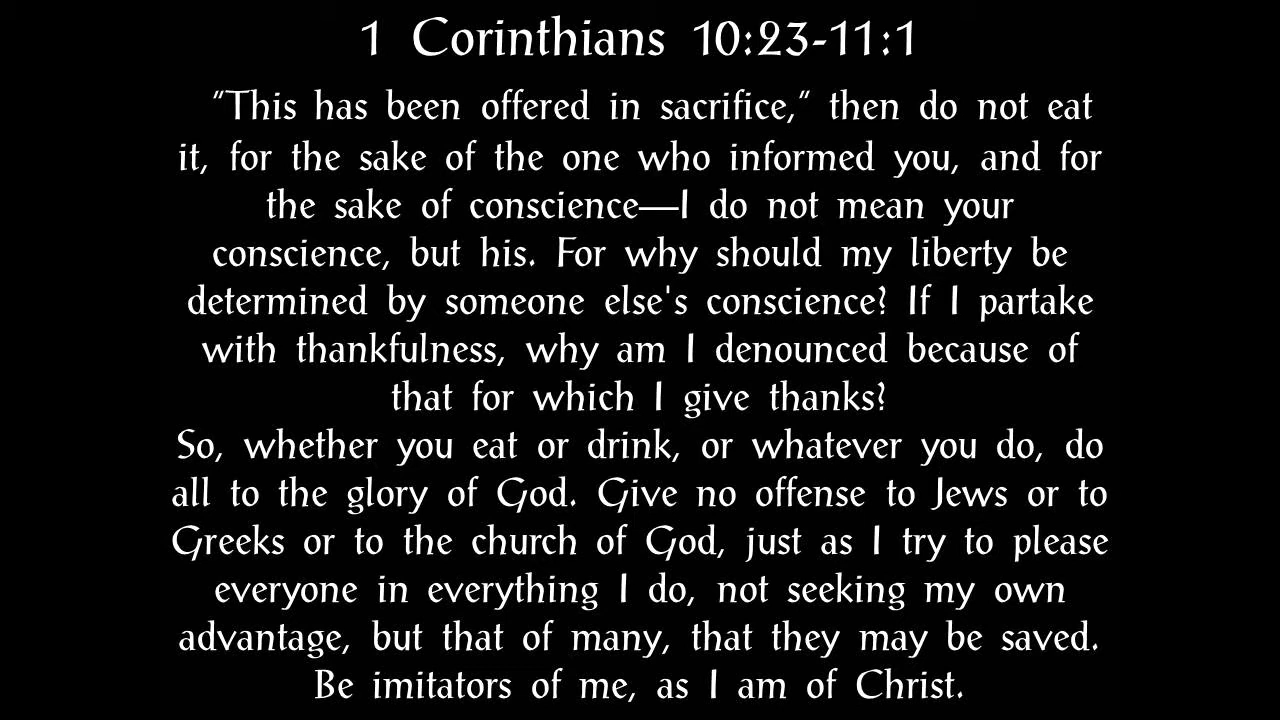 1 Corinthians 10:23-11:1
"This has been offered in sacrifice," then do not eat
it, for the sake of the one who informed you, and for
the sake of conscience—I do not mean your
conscience, but his. For why should my liberty be
determined by someone else's conscience? If I partake
with thankfulness, why am I denounced because of
that for which I give thanks?
So, whether you eat or drink, or whatever you do, do
all to the glory of God. Give no offense to Jews or to
Greeks or to the church of God, just as I try to please
everyone in everything I do, not seeking my own
advantage, but that of many, that they may be saved.
Be imitators of me, as I am of Christ.